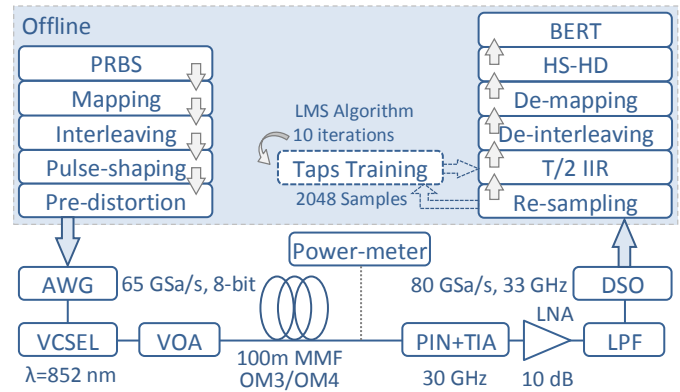 Offline
PRBS
Mapping
Interleaving
Pulse-shaping
Pre-distortion
LMS Algorithm
10 iterations
Taps Training
2048 Samples
BERT
HS-HD
De-mapping
De-interleaving
T/2 IIR
Re-sampling
Power-meter
AWG
65 GSa/s, 8-bit
80 GSa/s, 33 GHz
DSO
LNA
VCSEL
VOA
PIN+TIA
LPF
λ=852 nm
100m MMF
OM3/OM4
30 GHz
10 dB